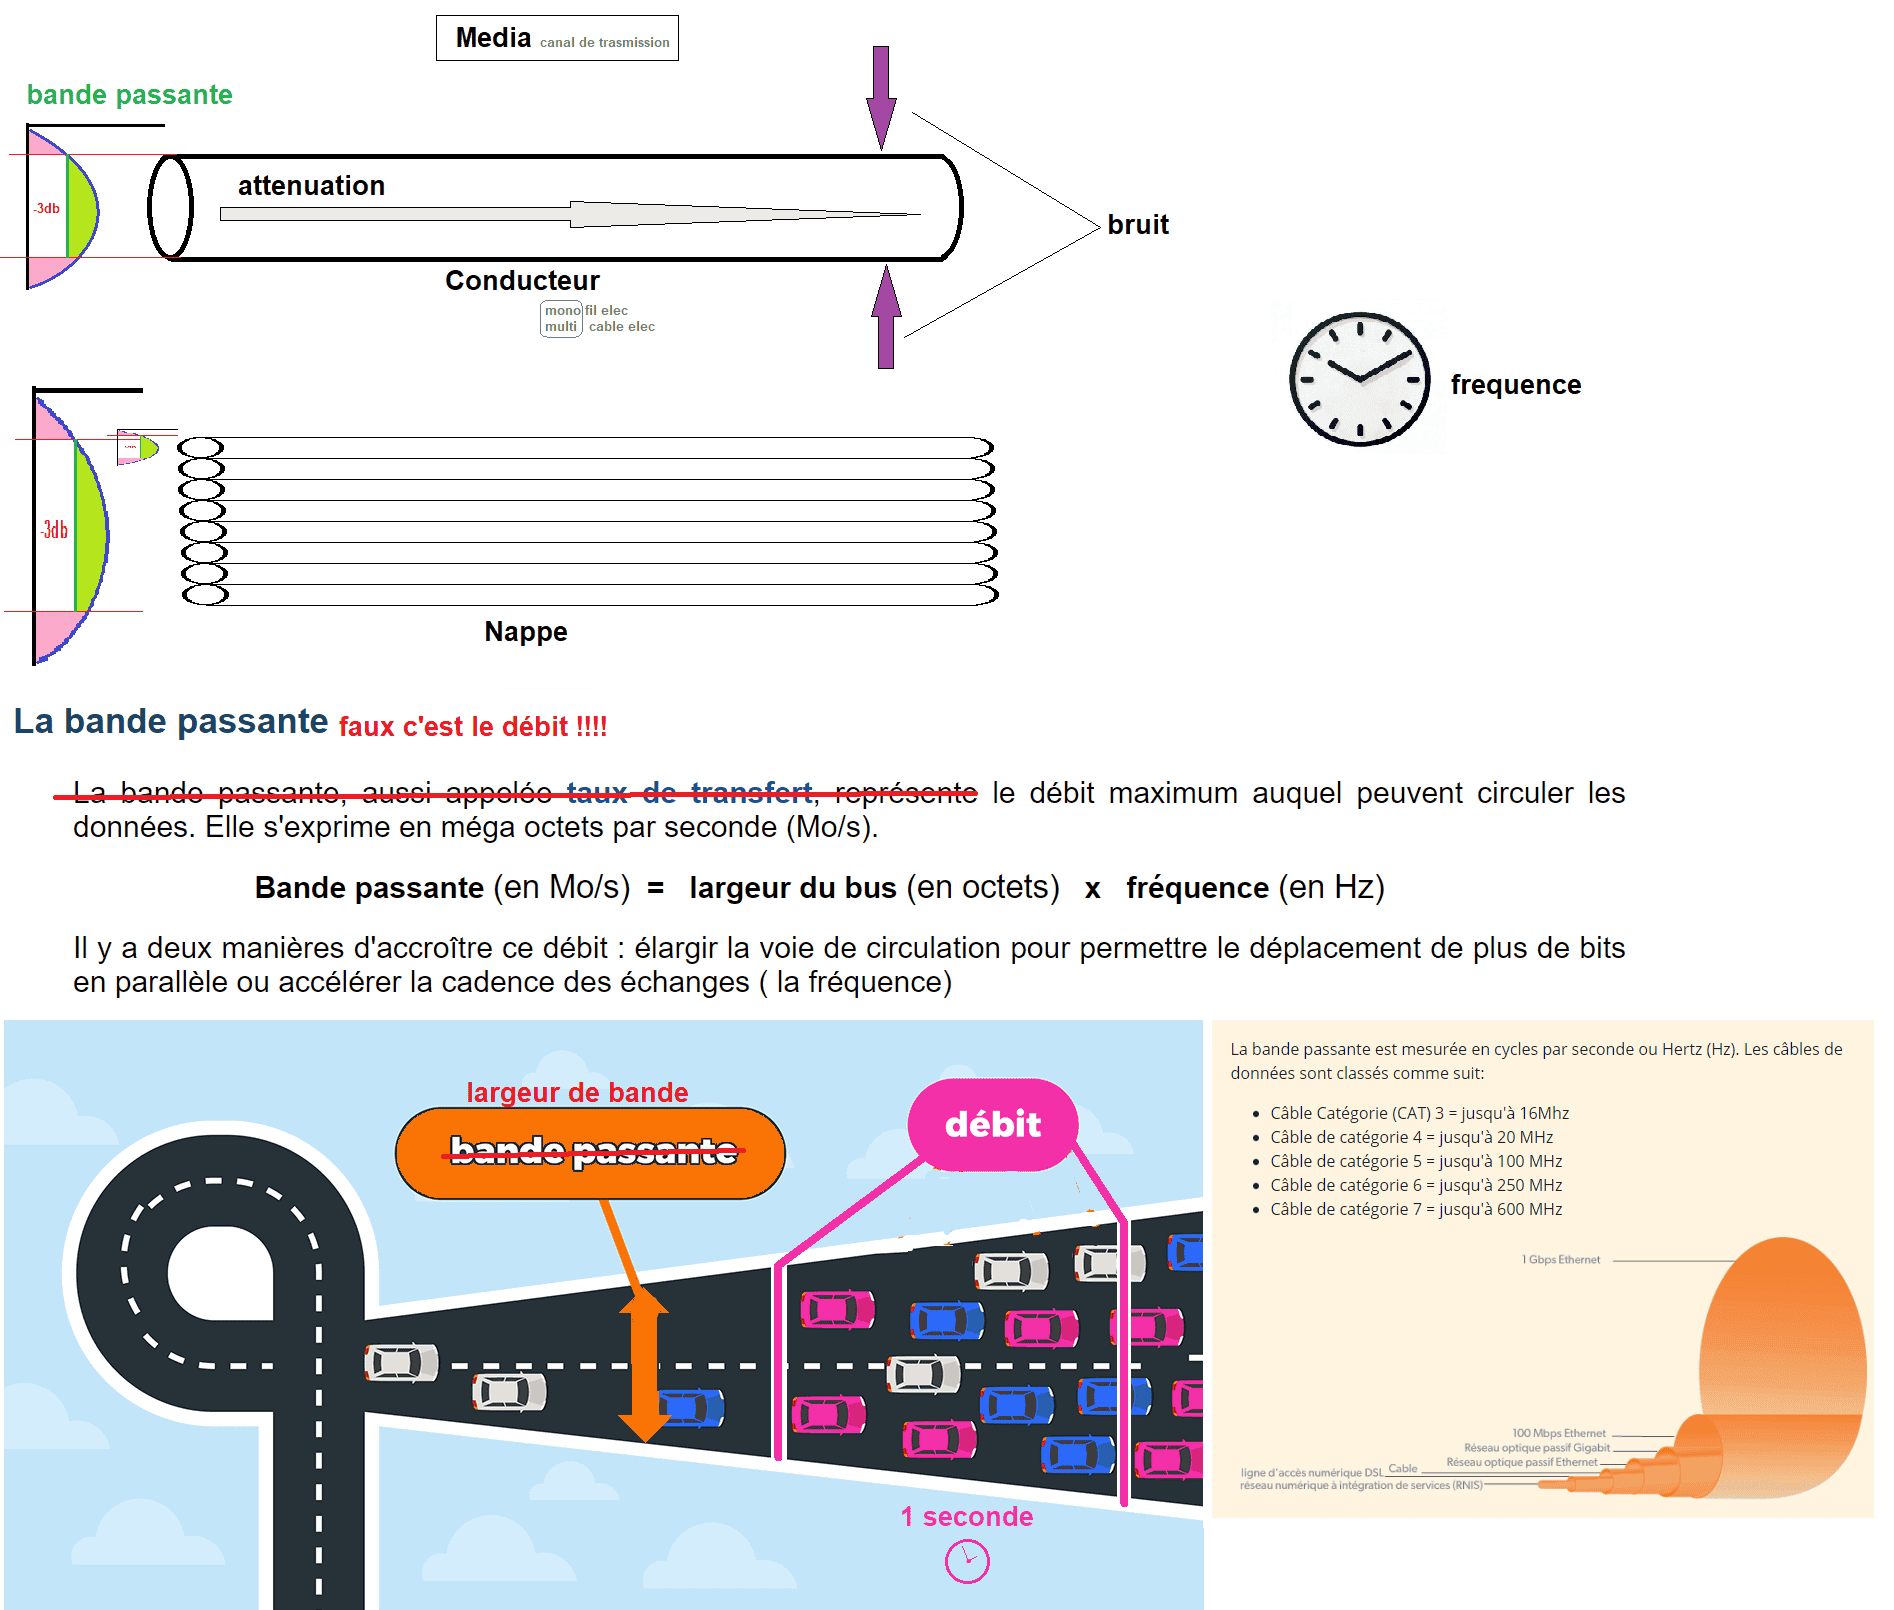 Media canal de trasmission
bande passante
-3db
attenuation
bruit
Conducteur
mono fil elec
multi cable elec
frequence
-3db
Nappe
La bande passante faux c'est le débit !!!!
La bande passante, aussi appelée taux de transfert, représente le débit maximum auquel peuvent circuler les
données. Elle s'exprime en méga octets par seconde (Mo/s).
Bande passante (en Mo/s) = largeur du bus (en octets) x fréquence (en Hz)
Il y a deux manières d'accroître ce débit : élargir la voie de circulation pour permettre le déplacement de plus de bits
en parallèle ou accélérer la cadence des échanges ( la fréquence)
largeur de bande
bande passante
débit
1 seconde
La bande passante est mesurée en cycles par seconde ou Hertz (Hz). Les câbles de
données sont classés comme suit:
Câble Catégorie (CAT) 3 = jusqu'à 16Mhz
Câble de catégorie 4 = jusqu'à 20 MHz
Câble de catégorie 5 = jusqu'à 100 MHz
Câble de catégorie 6 = jusqu'à 250 MHz
Câble de catégorie 7 = jusqu'à 600 MHz
1 Gbps Ethernet
100 Mbps Ethernet
Réseau optique passif Gigabit
Réseau optique passif Ethernet
Cable
ligne d'accès numérique DSL
réseau numérique à intégration de services (RNIS)